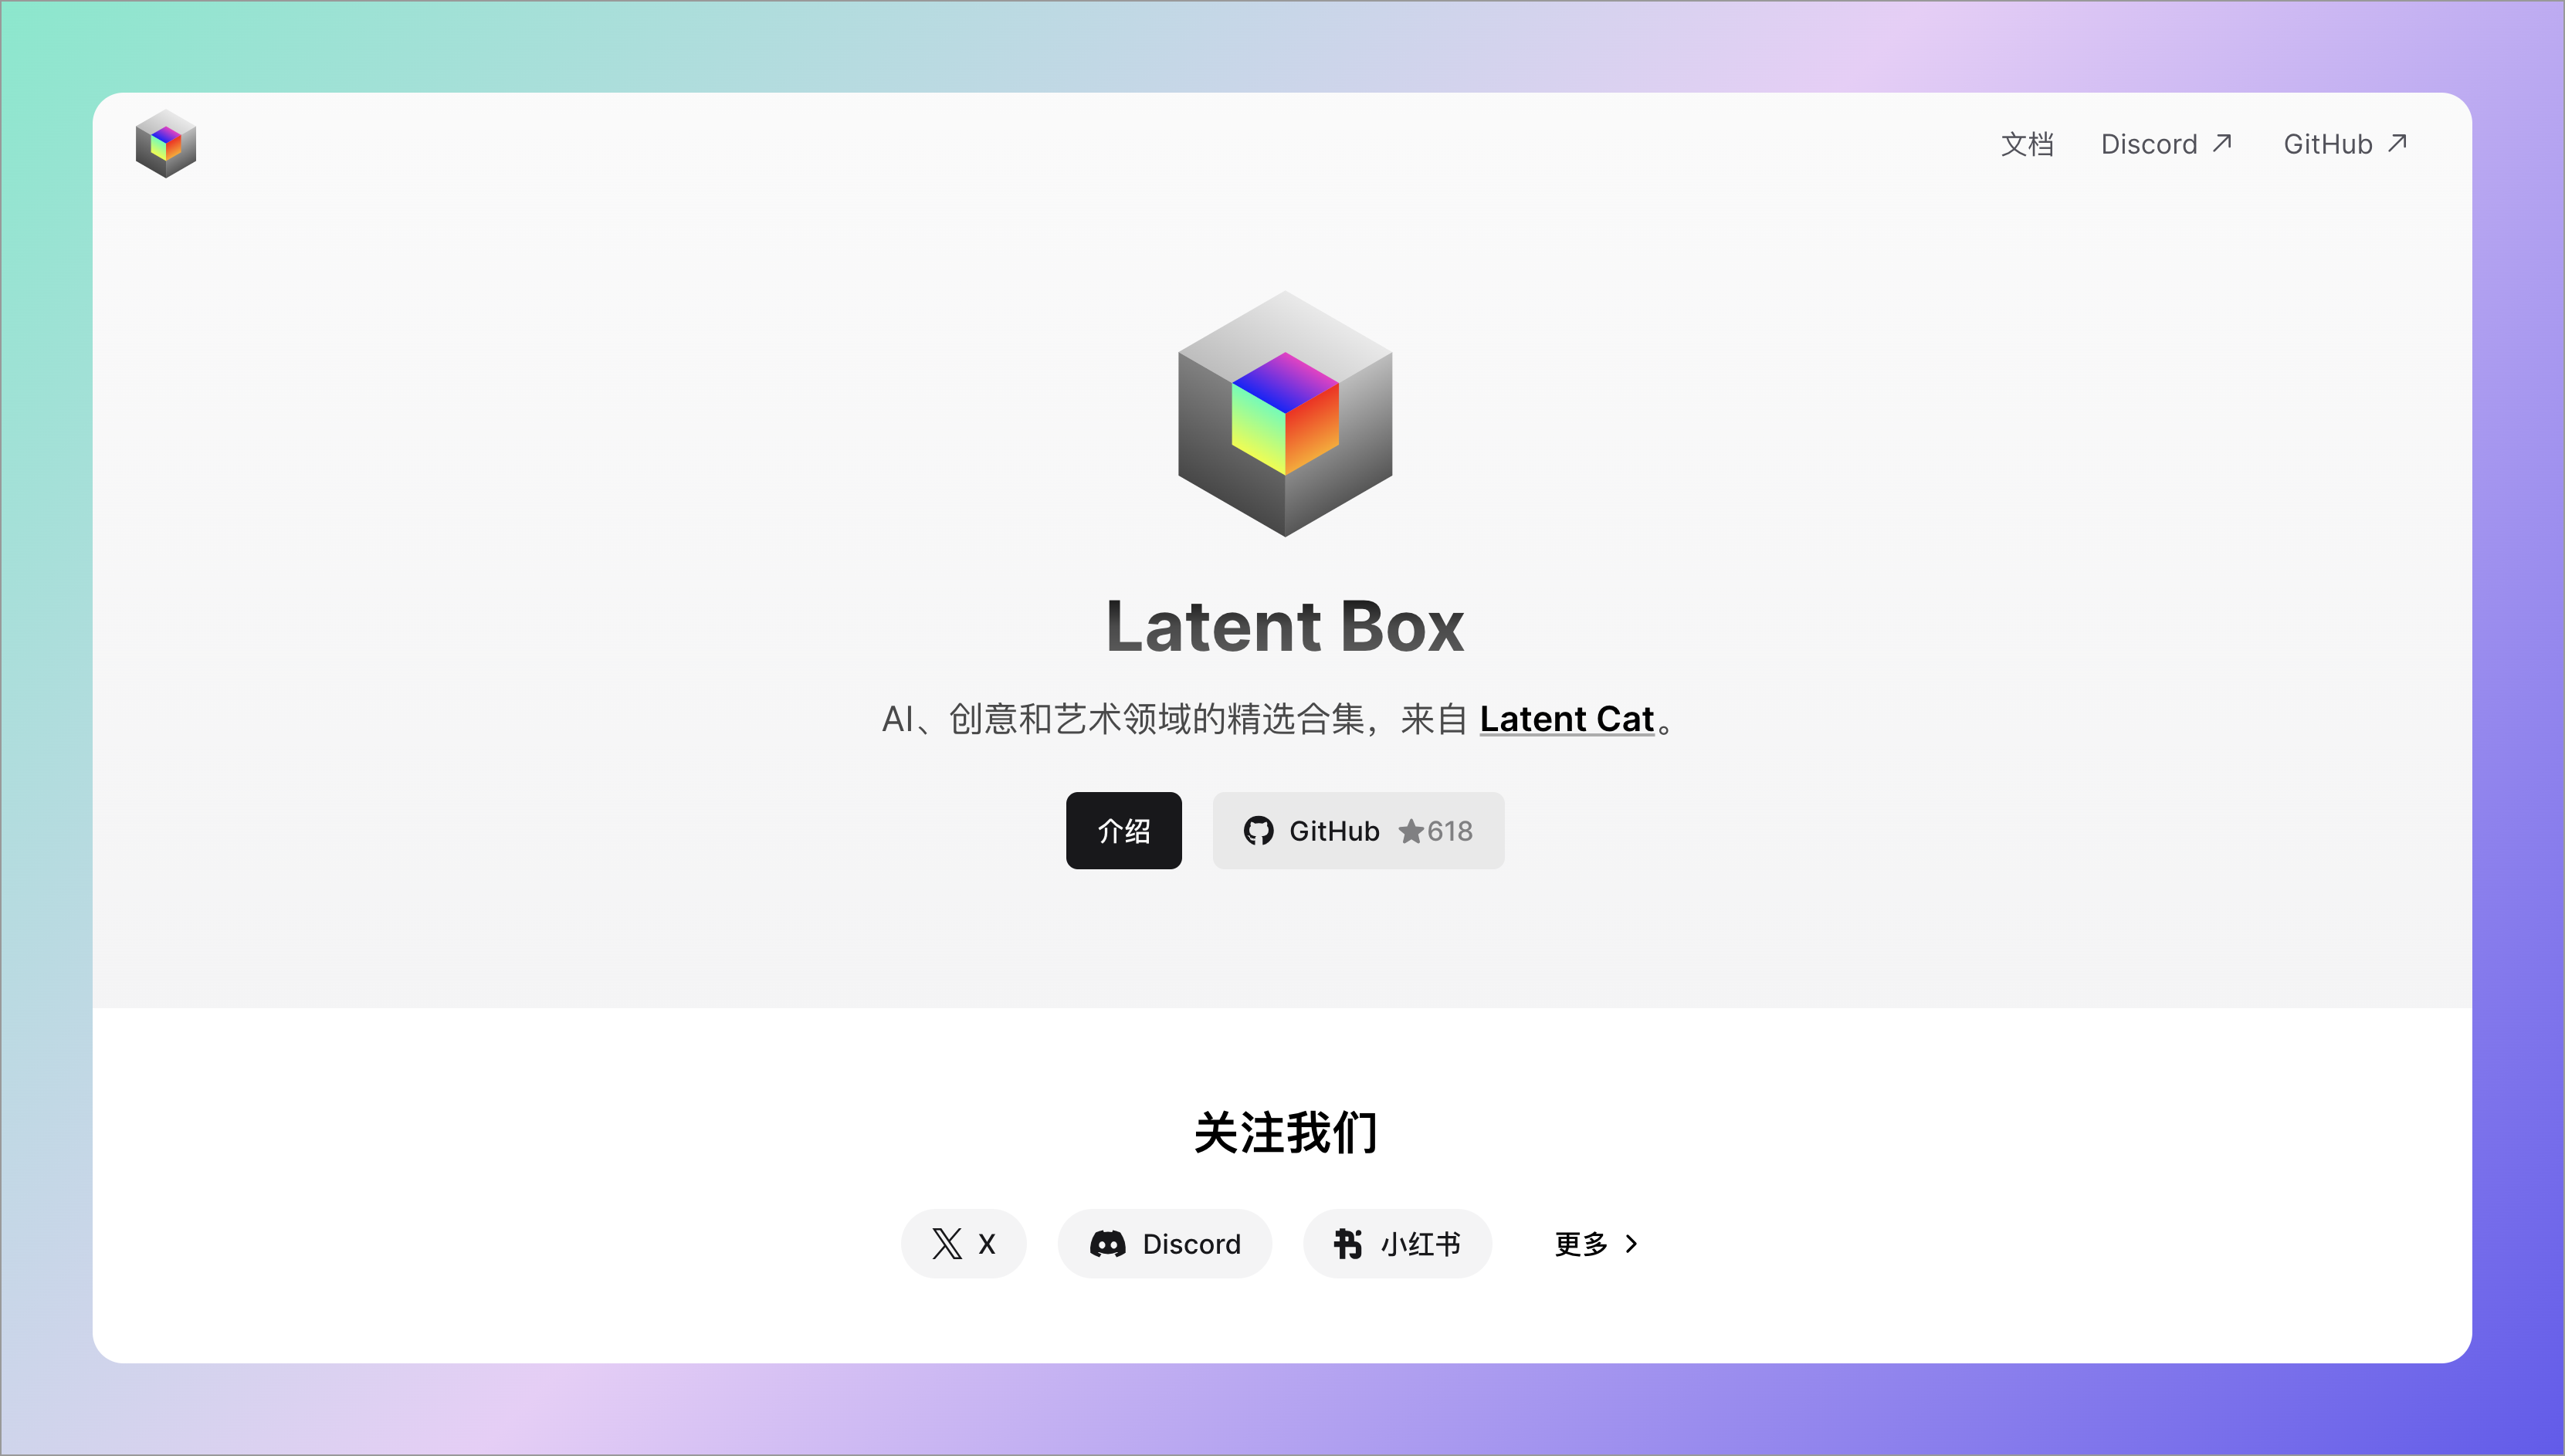 文档 Discord GitHub
Latent Box
AI、创意和艺术领域的精选合集，来自 Latent Cat。
介绍 GitHub ★618
关注我们
X Discord 小红书 更多